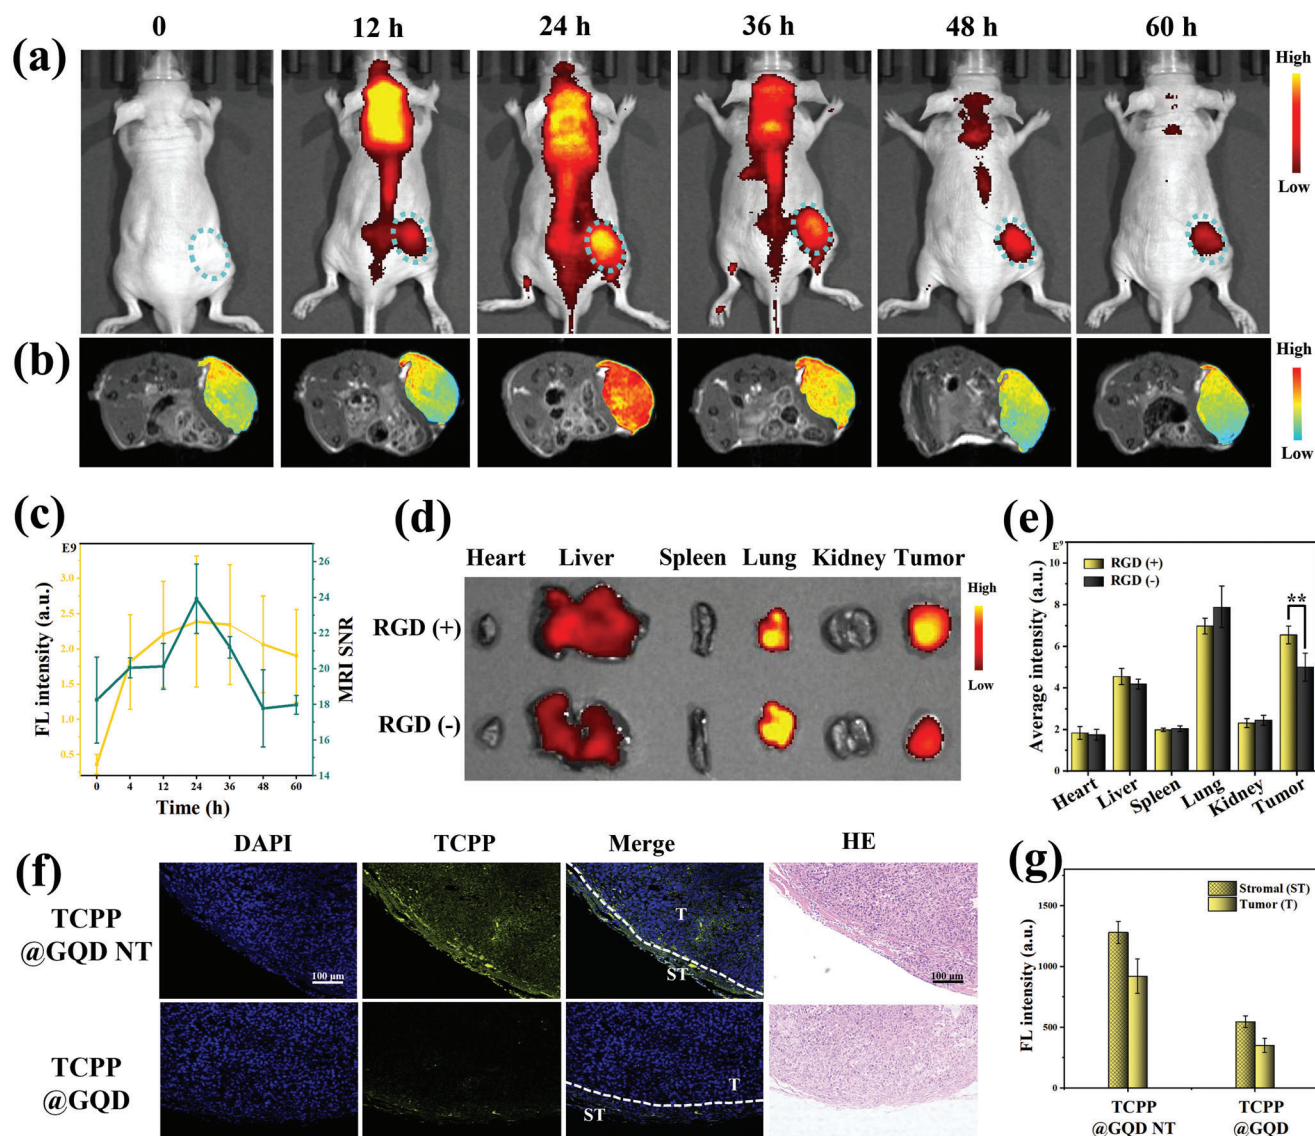 0 12 h 24 h 36 h 48 h 60 h
(a)
High
Low
(b)
High
Low
(c)
E9
FL intensity (a.u.)
3.0
2.5
2.0
1.5
1.0
0.5
26
24
22
20
18
16
14
MRI SNR
0 4 12 24 36 48 60
Time (h)
(d)
Heart Liver Spleen Lung Kidney Tumor
RGD (+)
RGD (-)
High
Low
(e)
E9
Average intensity (a.u.)
10
8
6
4
2
0
RGD (+)
RGD (-)
**
Heart Liver Spleen Lung Kidney Tumor
(f)
DAPI TCPP Merge HE
TCPP
@GQD NT
100 μm
T
ST
100 μm
TCPP
@GQD
T
ST
(g)
FL intensity (a.u.)
1500
1000
500
0
Stromal (ST)
Tumor (T)
TCPP
@GQD NT
TCPP
@GQD